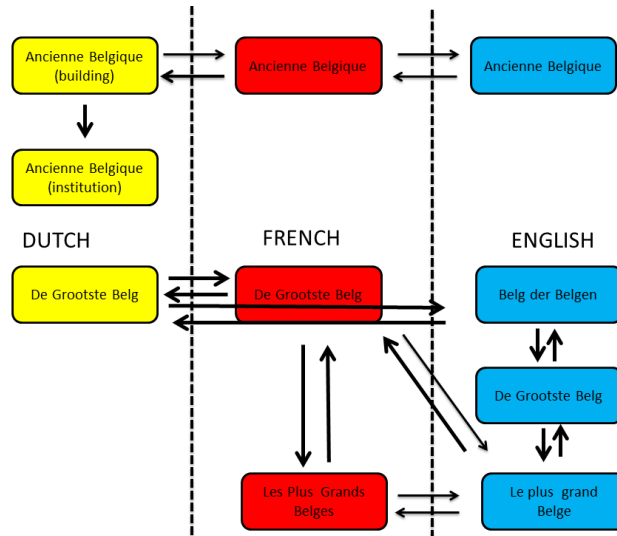 Ancienne Belgique
(building)
Ancienne Belgique
Ancienne Belgique
Ancienne Belgique
(institution)
DUTCH
FRENCH
ENGLISH
De Grootste Belg
De Grootste Belg
Belg der Belgen
De Grootste Belg
Les Plus Grands
Belges
Le plus grand
Belge